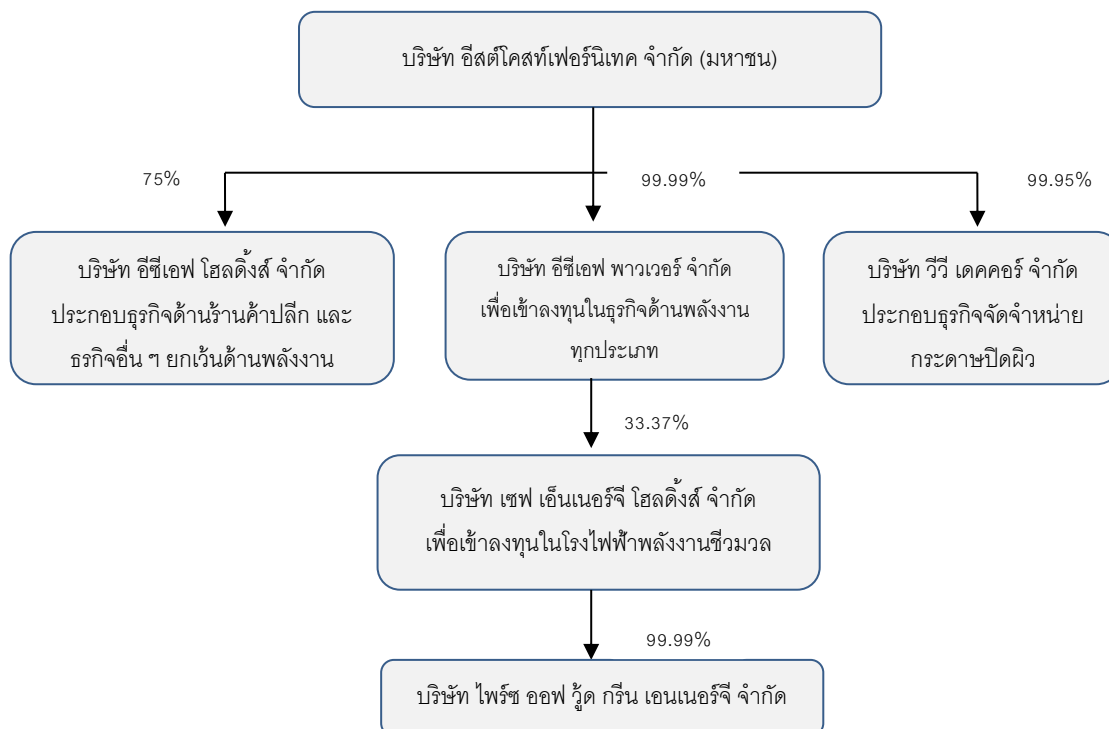 บริษัท อีสต์โคสท์เฟอร์นิเทค จำกัด (มหาชน)
75%
99.99%
99.95%
บริษัท อีซีเอฟ โฮลดิ้งส์ จำกัด
ประกอบธุรกิจด้านร้านค้าปลีก และ
ธรกิจอื่น ๆ ยกเว้นด้านพลังงาน
บริษัท อีซีเอฟ พาวเวอร์ จำกัด
เพื่อเข้าลงทุนในธุรกิจด้านพลังงาน
ทุกประเภท
บริษัท วีวี เดคคอร์ จำกัด
ประกอบธุรกิจจัดจำหน่าย
กระดาษปิดผิว
33.37%
บริษัท เซฟ เอ็นเนอร์จี โฮลดิ้งส์ จำกัด
เพื่อเข้าลงทุนในโรงไฟฟ้าพลังงานชีวมวล
99.99%
บริษัท ไพร์ซ ออฟ วู้ด กรีน เอนเนอร์จี จำกัด